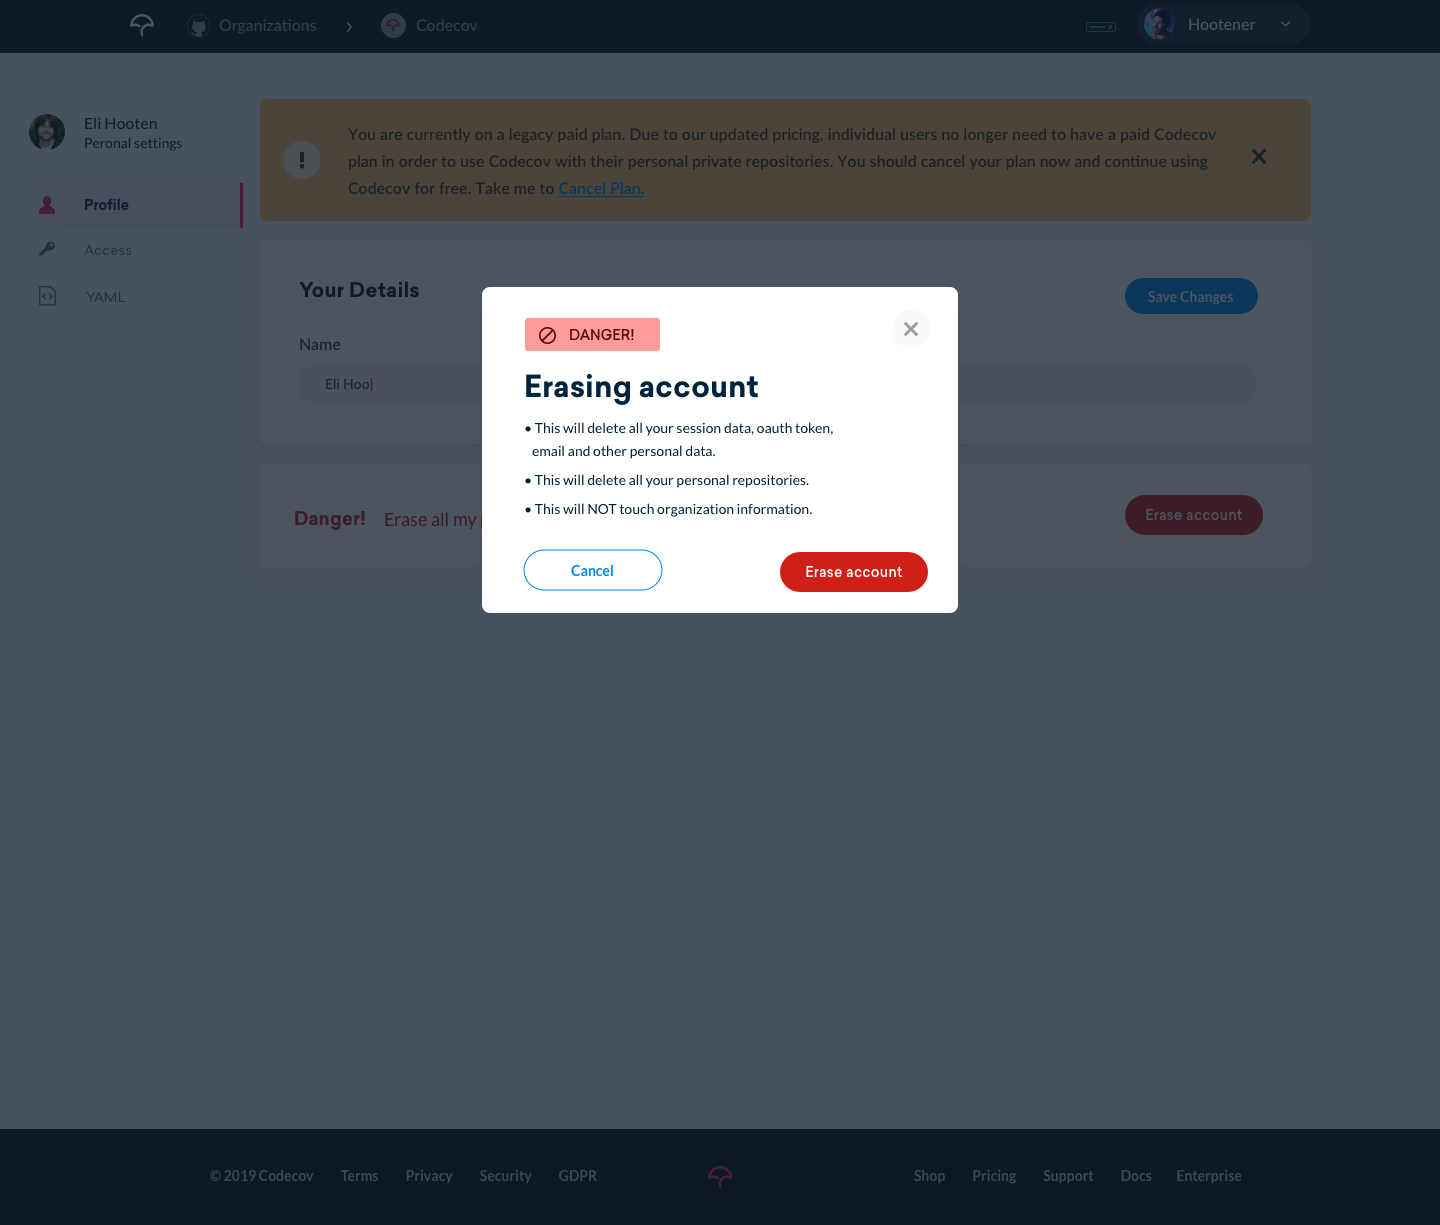 Organizations
Codecov
Hootener
Eli Hooten
Peronal settings
Profile
Access
YAML
You are currently on a legacy paid plan. Due to our updated pricing, individual users no longer need to have a paid Codecov
plan in order to use Codecov with their personal private repositories. You should cancel your plan now and continue using
Codecov for free. Take me to Cancel Plan.
Your Details
Save Changes
Name
Eli Hoo
Danger! Erase all my
Erase account
DANGER!
Erasing account
• This will delete all your session data, oauth token,
email and other personal data.
• This will delete all your personal repositories.
• This will NOT touch organization information.
Cancel
Erase account
© 2019 Codecov
Terms
Privacy
Security
GDPR
Shop
Pricing
Support
Docs
Enterprise